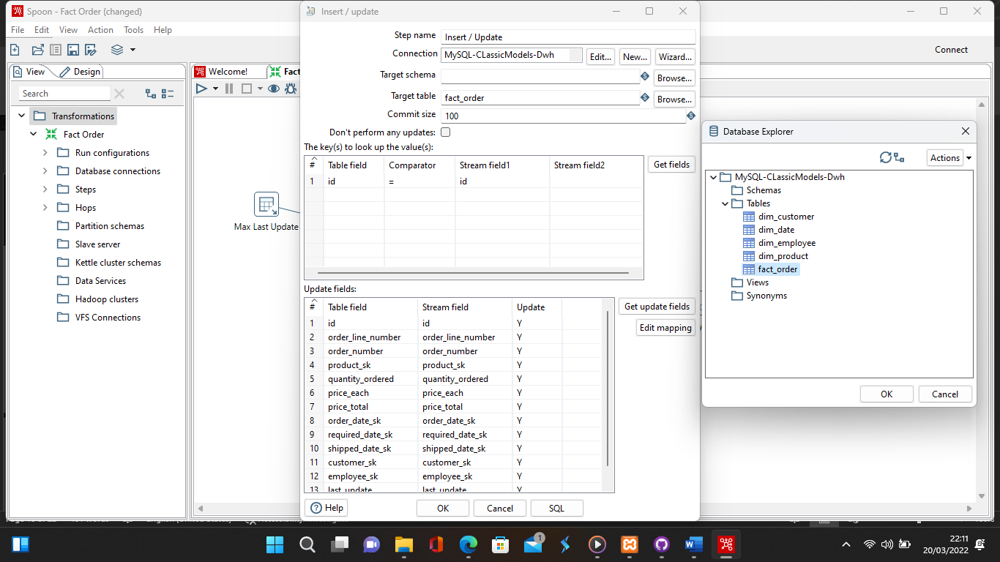 Spoon - Fact Order (changed)
File Edit View Action Tools Help
Connect
View Design
Search
Transformations
Fact Order
Run configurations
Database connections
Steps
Hops
Partition schemas
Slave server
Kettle cluster schemas
Data Services
Hadoop clusters
VFS Connections
Welcome!
Fact
Max Last Update
Insert / update
Step name Insert / Update
Connection MySQL-CLassicModels-Dwh Edit... New... Wizard...
Target schema Browse...
Target table fact_order Browse...
Commit size 100
Don't perform any updates:
The key(s) to look up the value(s):
# Table field Comparator Stream field1 Stream field2 Get fields
1 id = id
Update fields:
# Table field Stream field Update Get update fields
Edit mapping
1 id id Y
2 order_line_number order_line_number Y
3 order_number order_number Y
4 product_sk product_sk Y
5 quantity_ordered quantity_ordered Y
6 price_each price_each Y
7 price_total price_total Y
8 order_date_sk order_date_sk Y
9 required_date_sk required_date_sk Y
10 shipped_date_sk shipped_date_sk Y
11 customer_sk customer_sk Y
12 employee_sk employee_sk Y
13 last_update last_update Y
Help OK Cancel SQL
Database Explorer
Actions
MySQL-CLassicModels-Dwh
Schemas
Tables
dim_customer
dim_date
dim_employee
dim_product
fact_order
Views
Synonyms
OK Cancel
1
22:11
20/03/2022